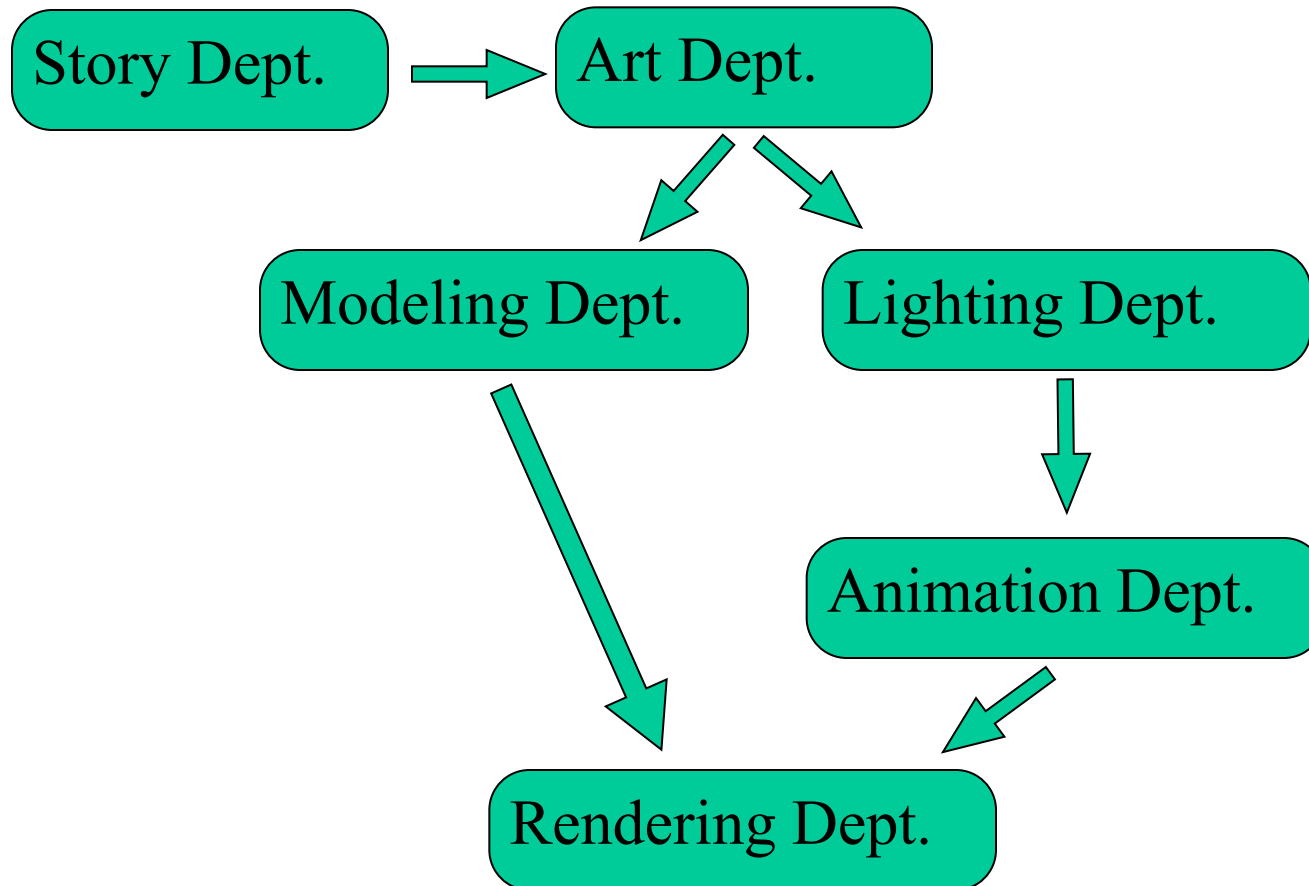 Story Dept.
Art Dept.
Modeling Dept.
Lighting Dept.
Animation Dept.
Rendering Dept.